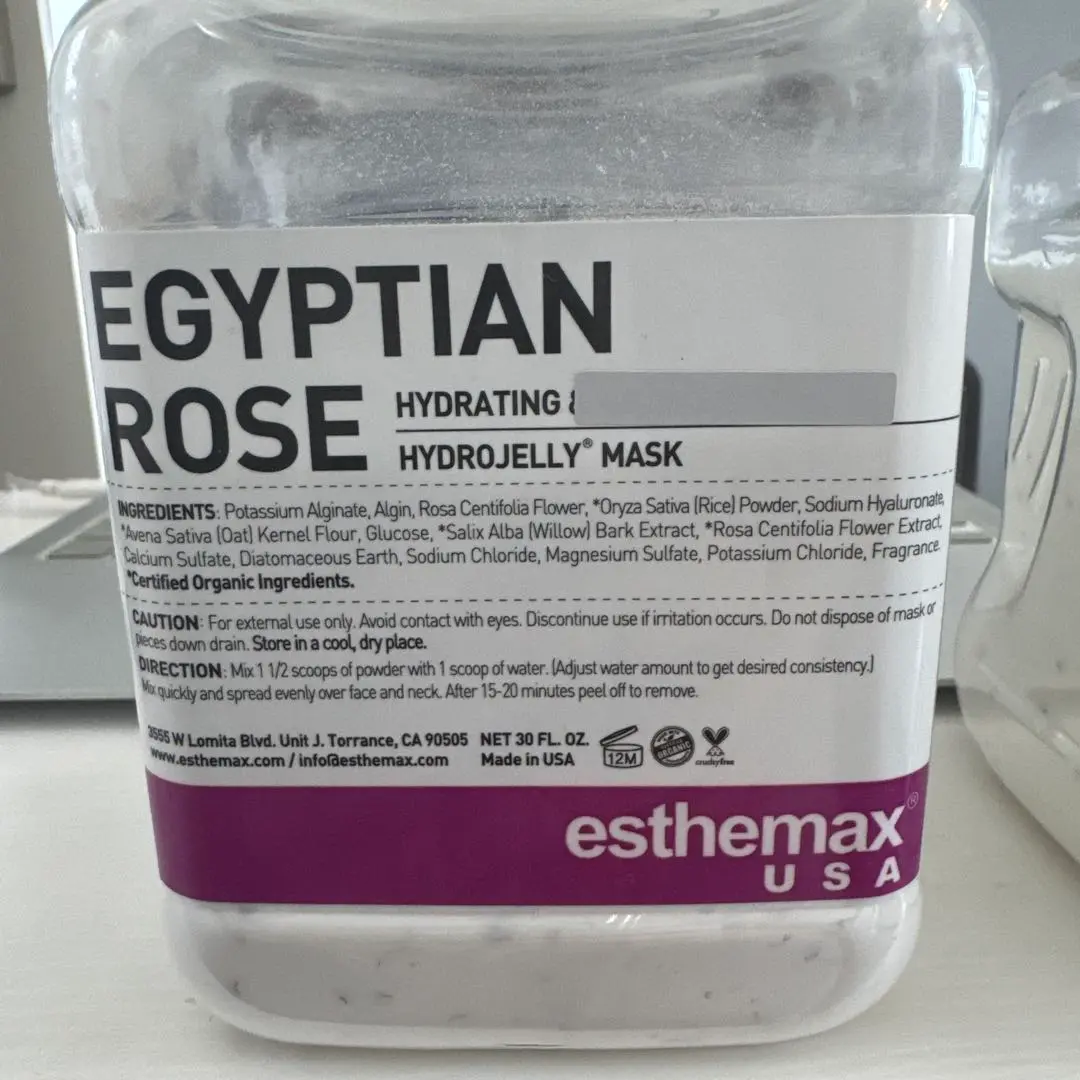 EGYPTIAN
ROSE
HYDRATING &
HYDROJELLY® MASK
INGREDIENTS: Potassium Alginate, Algin, Rosa Centifolia Flower, *Oryza Sativa (Rice) Powder, Sodium Hyaluronate,
*Avena Sativa (Oat) Kernel Flour, Glucose, *Salix Alba (Willow) Bark Extract, *Rosa Centifolia Flower Extract,
Calcium Sulfate, Diatomaceous Earth, Sodium Chloride, Magnesium Sulfate, Potassium Chloride, Fragrance.
*Certified Organic Ingredients.
CAUTION: For external use only. Avoid contact with eyes. Discontinue use if irritation occurs. Do not dispose of mask or
pieces down drain. Store in a cool, dry place.
DIRECTION: Mix 1 1/2 scoops of powder with 1 scoop of water. (Adjust water amount to get desired consistency.)
Mix quickly and spread evenly over face and neck. After 15-20 minutes peel off to remove.
3555 W Lomita Blvd. Unit J. Torrance, CA 90505 NET 30 FL. OZ.
www.esthemax.com / info@esthemax.com Made in USA
12M
ORGANIC
crueltyfree
esthemax®
USA